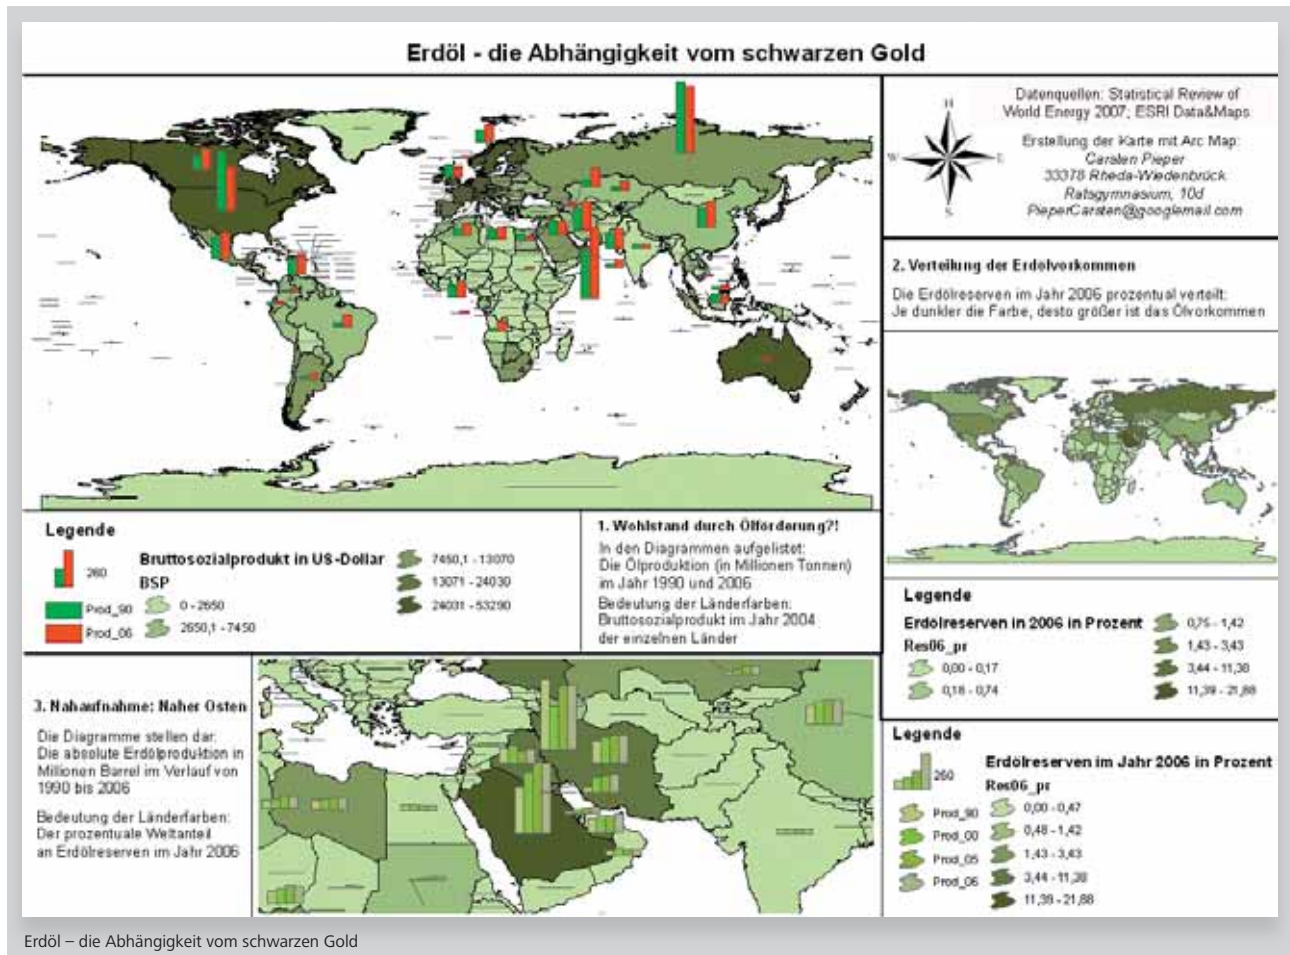 Erdöl - die Abhängigkeit vom schwarzen Gold
N
W
E
S
Datenquellen: Statistical Review of
World Energy 2007; ESRI Data&Maps
Erstellung der Karte mit Arc Map:
Carsten Pieper
33378 Rheda-Wiedenbrück
Ratsgymnasium, 10d
PieperCarsten@googlemail.com
2. Verteilung der Erdölvorkommen
Die Erdölreserven im Jahr 2006 prozentual verteilt:
Je dunkler die Farbe, desto größer ist das Ölvorkommen
Legende
260
Prod_90
Prod_06
Bruttosozialprodukt in US-Dollar
BSP
0 - 2650
2650,1 - 7450
7450,1 - 13070
13071 - 24030
24031 - 53290
1. Wohlstand durch Ölförderung?!
In den Diagrammen aufgelistet:
Die Ölproduktion (in Millionen Tonnen)
im Jahr 1990 und 2006
Bedeutung der Länderfarben:
Bruttosozialprodukt im Jahr 2004
der einzelnen Länder
Legende
Erdölreserven in 2006 in Prozent
Res06_pr
0,00 - 0,17
0,18 - 0,74
0,75 - 1,42
1,43 - 3,43
3,44 - 11,38
11,39 - 21,88
3. Nahaufnahme: Naher Osten
Die Diagramme stellen dar:
Die absolute Erdölproduktion in
Millionen Barrel im Verlauf von
1990 bis 2006
Bedeutung der Länderfarben:
Der prozentuale Weltanteil
an Erdölreserven im Jahr 2006
Legende
260
Prod_90
Prod_00
Prod_05
Prod_06
Erdölreserven im Jahr 2006 in Prozent
Res06_pr
0,00 - 0,47
0,48 - 1,42
1,43 - 3,43
3,44 - 11,38
11,39 - 21,88
Erdöl – die Abhängigkeit vom schwarzen Gold